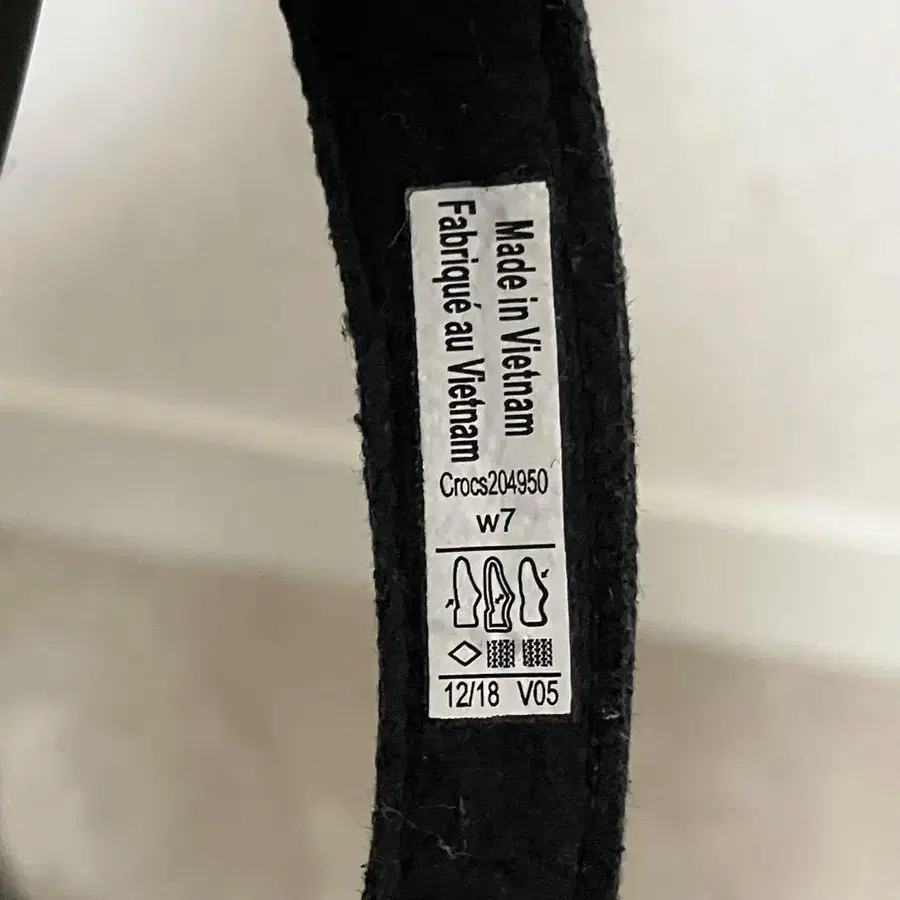 Made in Vietnam
Fabriqué au Vietnam
Crocs204950
w7
12/18 V05